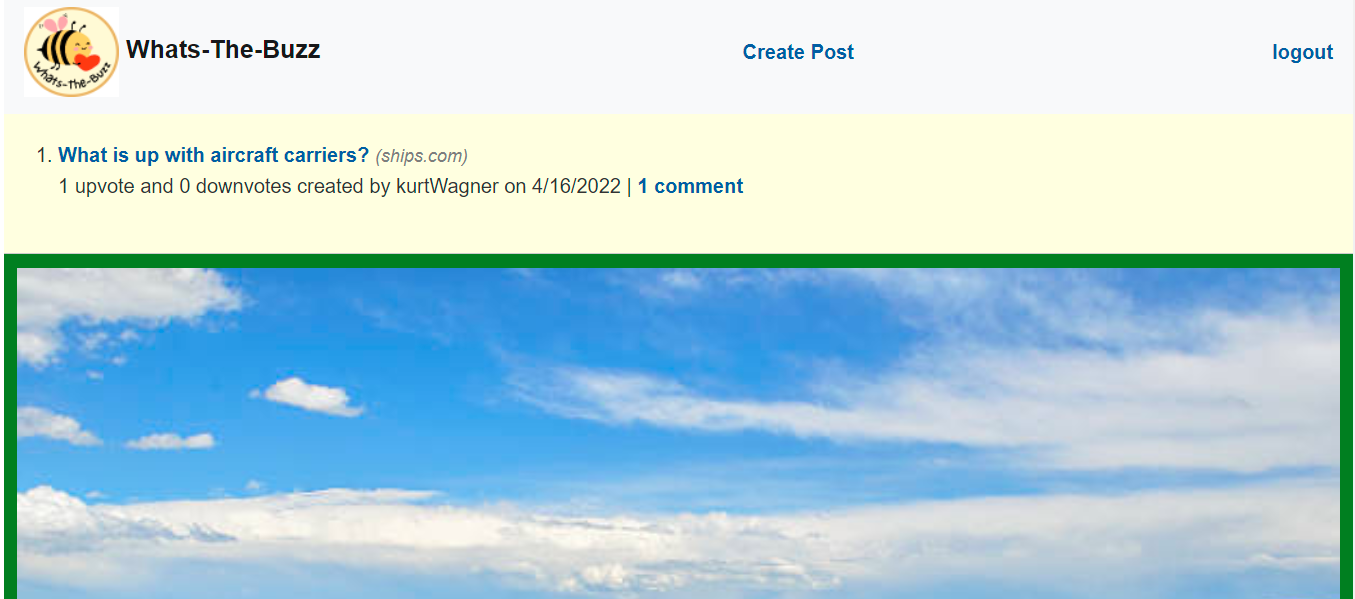 Whats-The-Buzz
Whats-The-Buzz
Create Post
logout
1. What is up with aircraft carriers? (ships.com)
1 upvote and 0 downvotes created by kurtWagner on 4/16/2022 | 1 comment